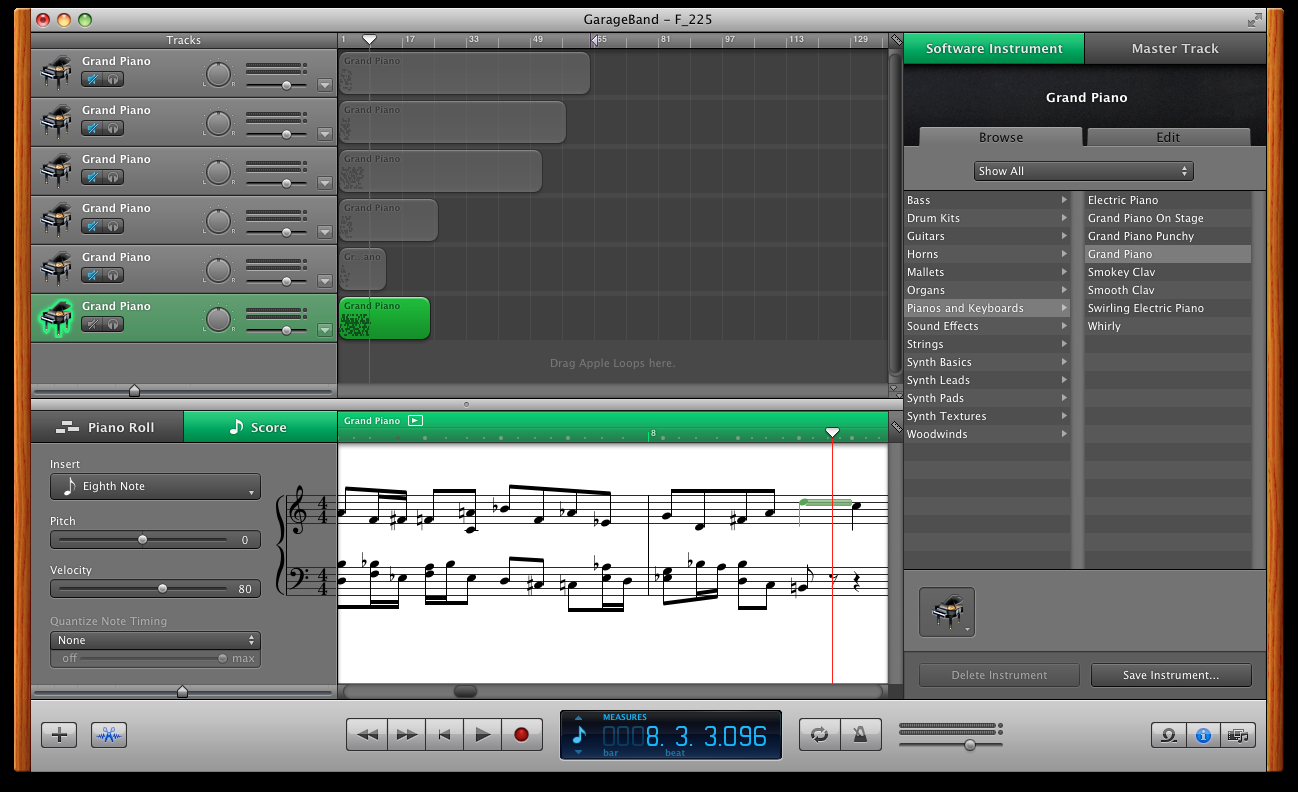 GarageBand - F_225
Tracks
1 17 33 49 65 81 97 113 129
Software Instrument
Master Track
Grand Piano
L R
Grand Piano
Grand Piano
L R
Grand Piano
Grand Piano
L R
Grand Piano
Grand Piano
L R
Grand Piano
Grand Piano
L R
Gr...ano
Grand Piano
L R
Grand Piano
Drag Apple Loops here.
Grand Piano
Browse
Edit
Show All
Bass
Drum Kits
Guitars
Horns
Mallets
Organs
Pianos and Keyboards
Sound Effects
Strings
Synth Basics
Synth Leads
Synth Pads
Synth Textures
Woodwinds
Electric Piano
Grand Piano On Stage
Grand Piano Punchy
Grand Piano
Smokey Clav
Smooth Clav
Swirling Electric Piano
Whirly
Delete Instrument
Save Instrument...
Piano Roll
Score
Grand Piano
8
Insert
Eighth Note
Pitch
0
Velocity
80
Quantize Note Timing
None
off max
4 4
4 4
MEASURES
0008. 3. 3.096
bar beat